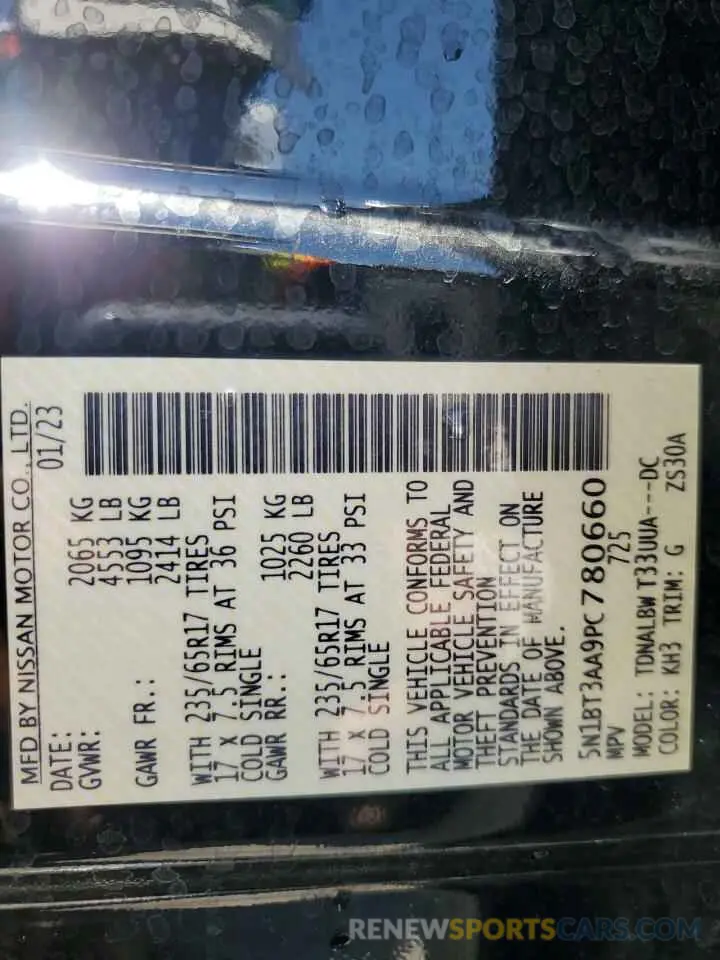 MFD BY NISSAN MOTOR CO., LTD.
DATE: 01/23
GVWR: 2065 KG
4553 LB
GAWR FR.: 1095 KG
2414 LB
WITH 235/65R17 TIRES
17 X 7.5 RIMS AT 36 PSI
COLD SINGLE
GAWR RR.: 1025 KG
2260 LB
WITH 235/65R17 TIRES
17 X 7.5 RIMS AT 33 PSI
COLD SINGLE
THIS VEHICLE CONFORMS TO
ALL APPLICABLE FEDERAL
MOTOR VEHICLE SAFETY AND
THEFT PREVENTION
STANDARDS IN EFFECT ON
THE DATE OF MANUFACTURE
SHOWN ABOVE.
5N1BT3AA9PC780660
MPV 725
MODEL: TDNALBWT33UUA---DC
COLOR: KH3 TRIM: G ZS30A
RENEWSPORTSCARS.COM